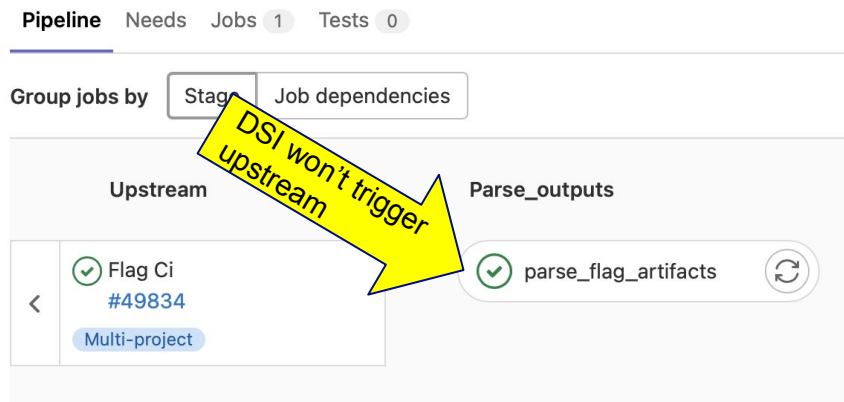 Pipeline Needs Jobs 1 Tests 0
Group jobs by Stage Job dependencies
DSI won't trigger
upstream
Upstream
Parse_outputs
Flag Ci
#49834
Multi-project
parse_flag_artifacts